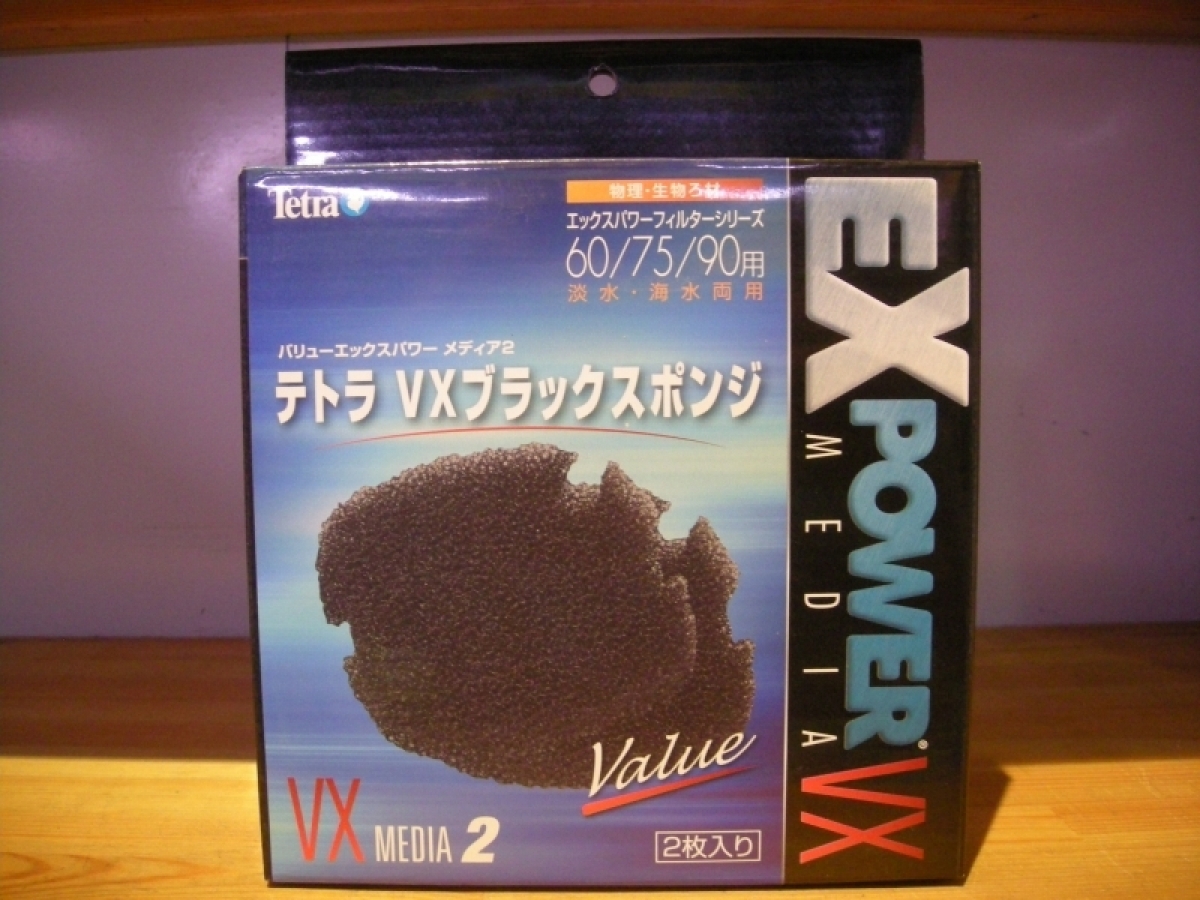 Tetra
物理・生物ろ材
エックスパワーフィルターシリーズ
60/75/90用
淡水・海水両用
バリューエックスパワー メディア2
テトラ VXブラックスポンジ
Value
VX MEDIA 2
2枚入り
EX POWER® VX
MEDIA